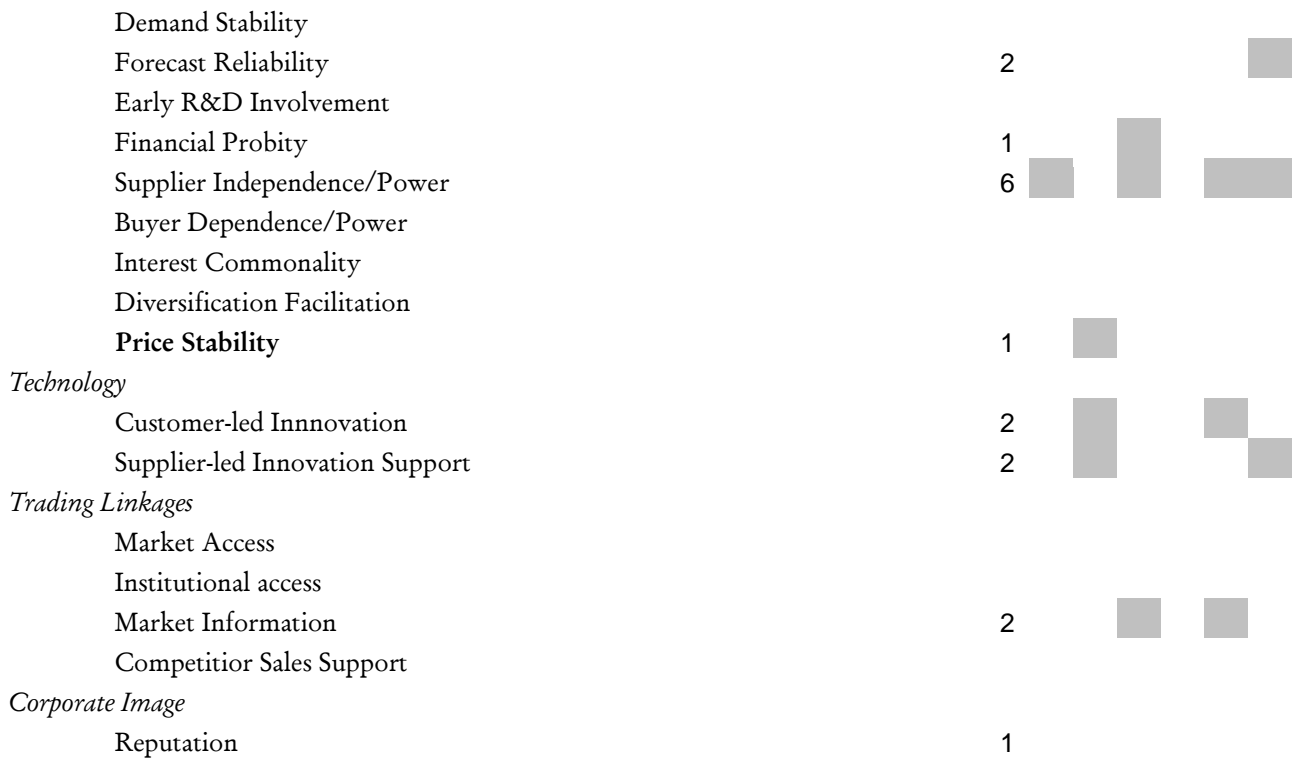 Demand Stability
Forecast Reliability 2
Early R&D Involvement
Financial Probity 1
Supplier Independence/Power 6
Buyer Dependence/Power
Interest Commonality
Diversification Facilitation
Price Stability 1
Technology
Customer-led Innnovation 2
Supplier-led Innovation Support 2
Trading Linkages
Market Access
Institutional access
Market Information 2
Competitior Sales Support
Corporate Image
Reputation 1